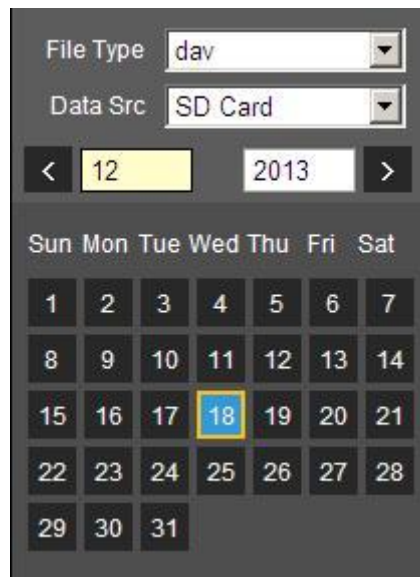 File Type dav
Data Src SD Card
< 12 2013 >
Sun Mon Tue Wed Thu Fri Sat
1 2 3 4 5 6 7
8 9 10 11 12 13 14
15 16 17 18 19 20 21
22 23 24 25 26 27 28
29 30 31